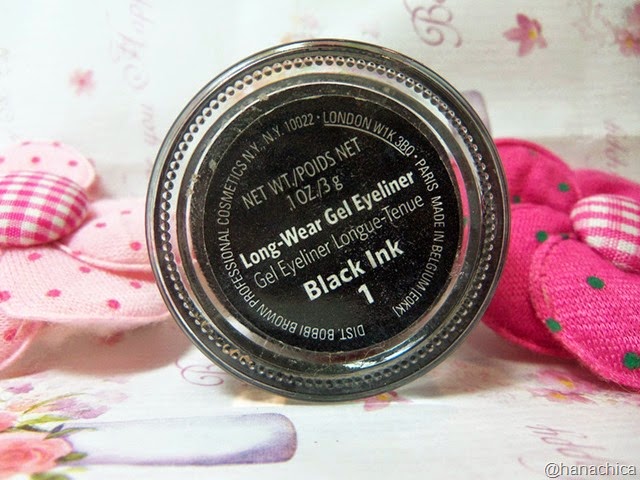 DIST. BOBBI BROWN PROFESSIONAL COSMETICS N.Y., N.Y. 10022 • LONDON W1K 3BQ • PARIS MADE IN BELGIUM
NET WT./POIDS NET
.1 OZ./3 g
Long-Wear Gel Eyeliner
Gel Eyeliner Longue-Tenue
Black Ink
1
@hanachica